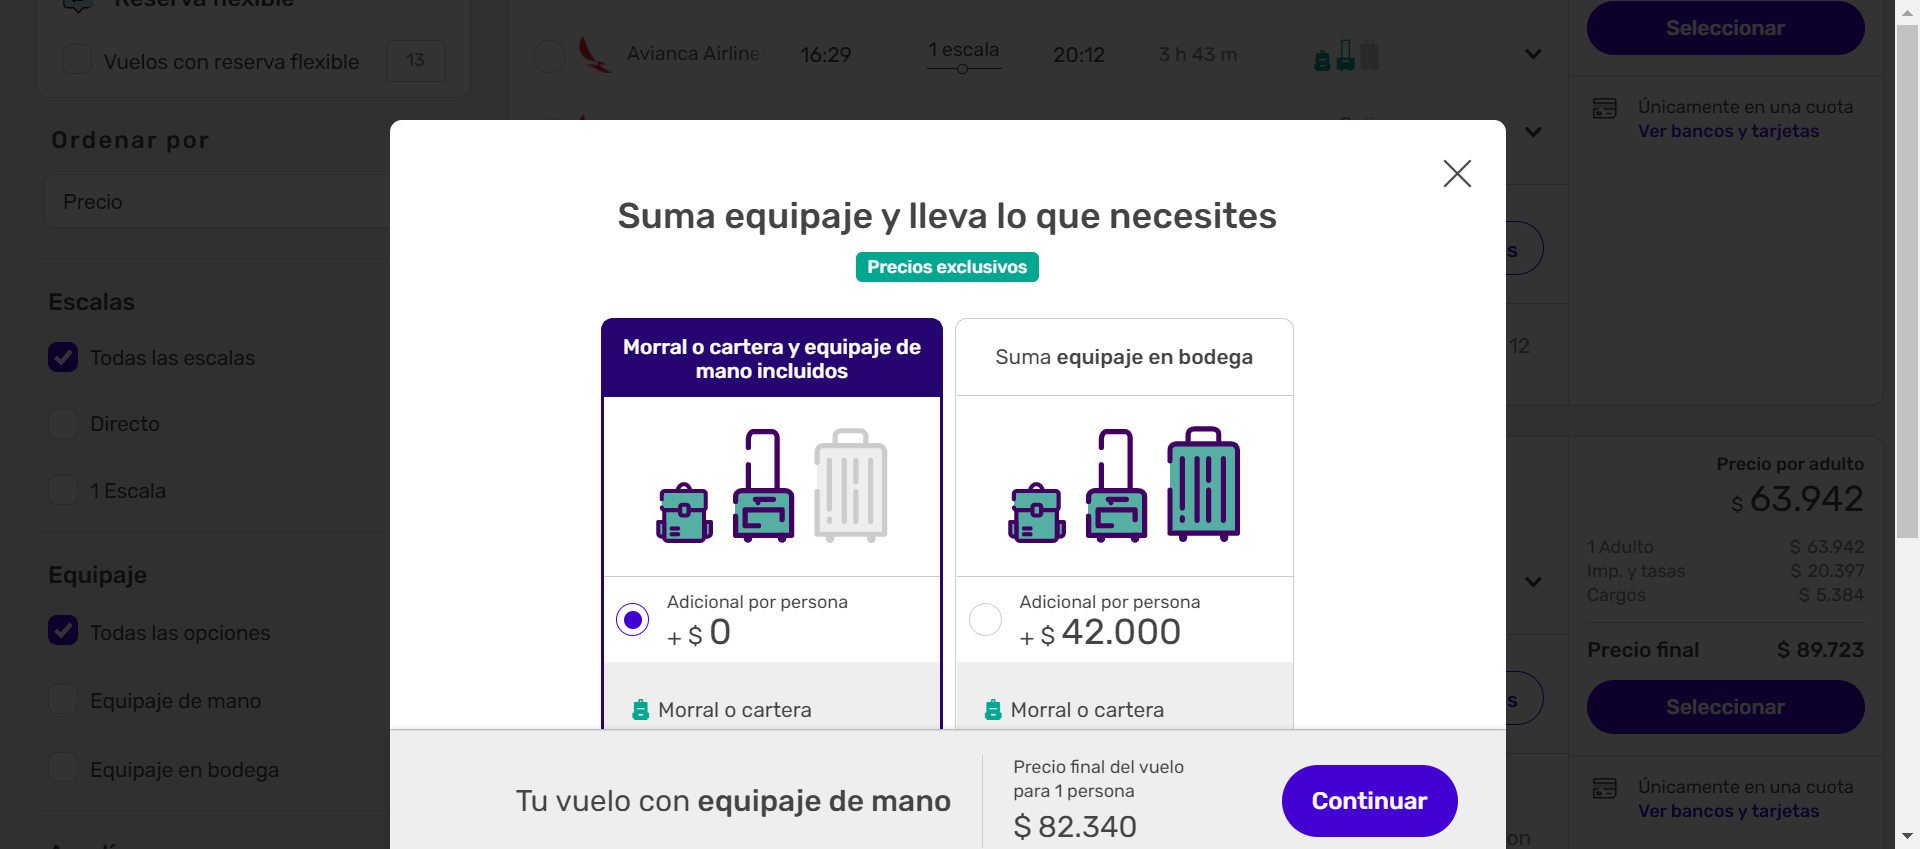 Reserva flexible
Vuelos con reserva flexible
13
Ordenar por
Precio
Escalas
Todas las escalas
Directo
1 Escala
Equipaje
Todas las opciones
Equipaje de mano
Equipaje en bodega
Avianca Airline
16:29
1 escala
20:12
3 h 43 m
Seleccionar
Únicamente en una cuota
Ver bancos y tarjetas
s
12
Suma equipaje y lleva lo que necesites
Precios exclusivos
Morral o cartera y equipaje de
mano incluidos
Adicional por persona
+ $ 0
Morral o cartera
Suma equipaje en bodega
Adicional por persona
+ $ 42.000
Morral o cartera
Tu vuelo con equipaje de mano
Precio final del vuelo
para 1 persona
$ 82.340
Continuar
Precio por adulto
$ 63.942
1 Adulto $ 63.942
Imp. y tasas $ 20.397
Cargos $ 5.384
Precio final $ 89.723
s
Seleccionar
Únicamente en una cuota
Ver bancos y tarjetas
on